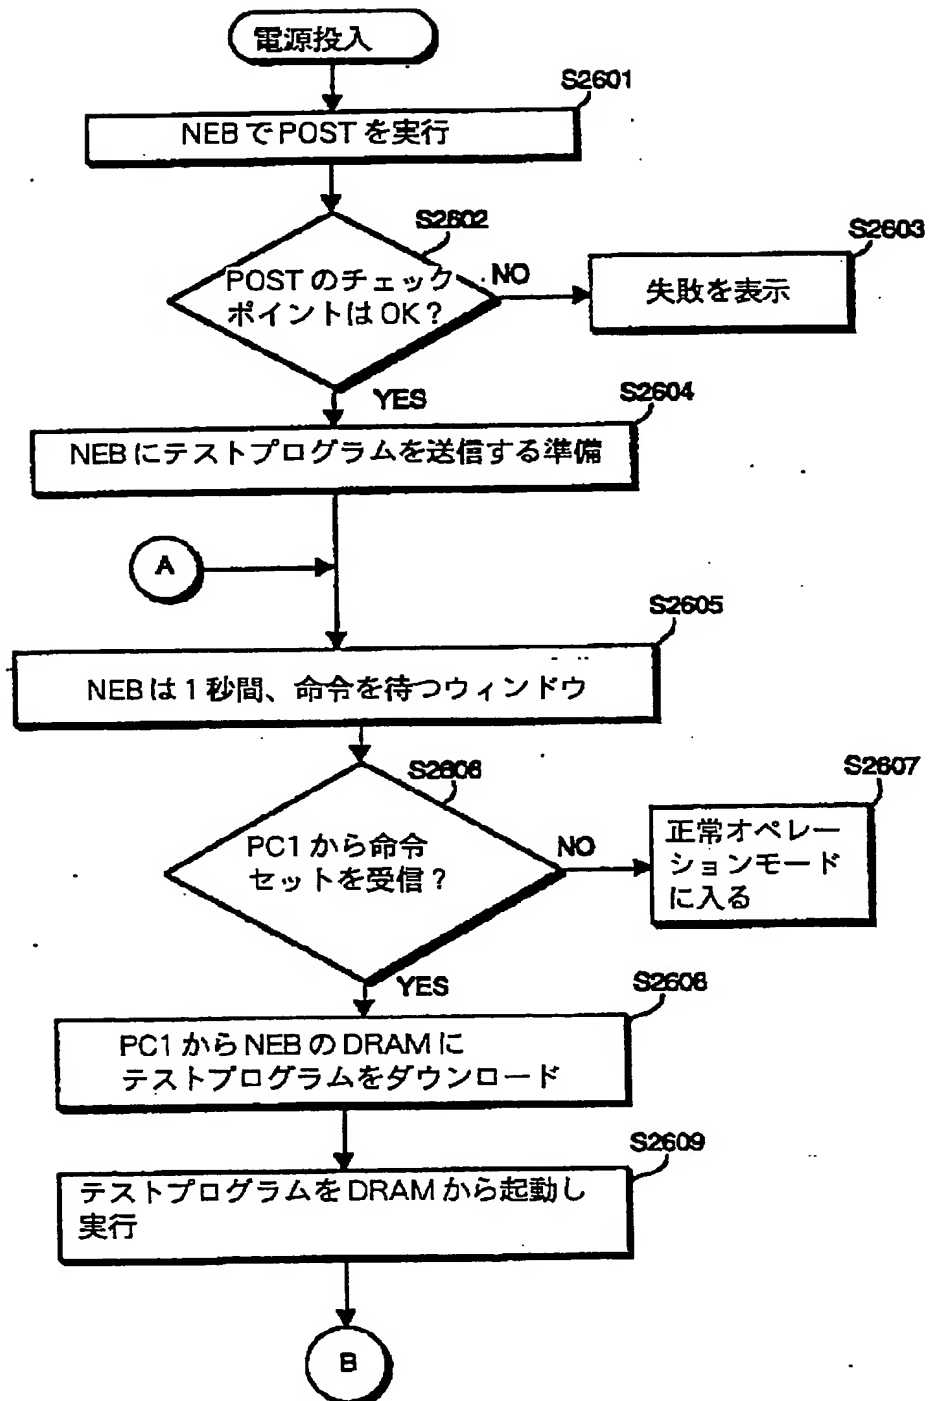 電源投入
S2601
NEBでPOSTを実行
S2602
POSTのチェック
ポイントはOK？
NO
S2603
失敗を表示
YES
S2604
NEBにテストプログラムを送信する準備
A
S2605
NEBは1秒間、命令を待つウィンドウ
S2606
PC1から命令
セットを受信？
NO
S2607
正常オペレー
ションモード
に入る
YES
S2608
PC1からNEBのDRAMに
テストプログラムをダウンロード
S2609
テストプログラムをDRAMから起動し
実行
B